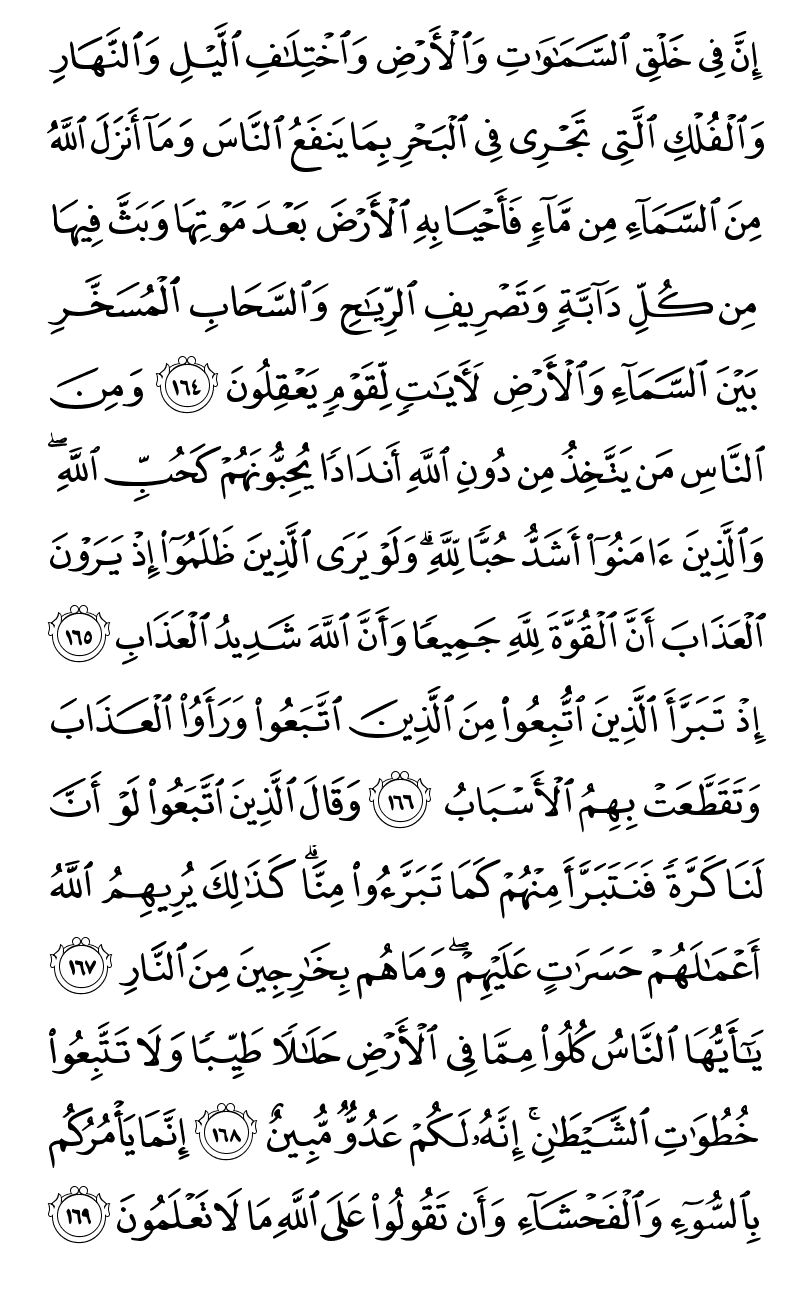 إِنَّ فِي خَلْقِ ٱلسَّمَٰوَٰتِ وَٱلْأَرْضِ وَٱخْتِلَٰفِ ٱلَّيْلِ وَٱلنَّهَارِ
وَٱلْفُلْكِ ٱلَّتِي تَجْرِي فِي ٱلْبَحْرِ بِمَا يَنفَعُ ٱلنَّاسَ وَمَآ أَنزَلَ ٱللَّهُ
مِنَ ٱلسَّمَآءِ مِن مَّآءٍ فَأَحْيَا بِهِ ٱلْأَرْضَ بَعْدَ مَوْتِهَا وَبَثَّ فِيهَا
مِن كُلِّ دَآبَّةٍ وَتَصْرِيفِ ٱلرِّيَٰحِ وَٱلسَّحَابِ ٱلْمُسَخَّرِ
بَيْنَ ٱلسَّمَآءِ وَٱلْأَرْضِ لَأٓيَٰتٍ لِّقَوْمٍ يَعْقِلُونَ ١٦٤ وَمِنَ
ٱلنَّاسِ مَن يَتَّخِذُ مِن دُونِ ٱللَّهِ أَندَادًا يُحِبُّونَهُمْ كَحُبِّ ٱللَّهِۖ
وَٱلَّذِينَ ءَامَنُوٓاْ أَشَدُّ حُبًّا لِّلَّهِۗ وَلَوْ يَرَى ٱلَّذِينَ ظَلَمُوٓاْ إِذْ يَرَوْنَ
ٱلْعَذَابَ أَنَّ ٱلْقُوَّةَ لِلَّهِ جَمِيعًا وَأَنَّ ٱللَّهَ شَدِيدُ ٱلْعَذَابِ ١٦٥
إِذْ تَبَرَّأَ ٱلَّذِينَ ٱتُّبِعُواْ مِنَ ٱلَّذِينَ ٱتَّبَعُواْ وَرَأَوُاْ ٱلْعَذَابَ
وَتَقَطَّعَتْ بِهِمُ ٱلْأَسْبَابُ ١٦٦ وَقَالَ ٱلَّذِينَ ٱتَّبَعُواْ لَوْ أَنَّ
لَنَا كَرَّةً فَنَتَبَرَّأَ مِنْهُمْ كَمَا تَبَرَّءُواْ مِنَّاۗ كَذَٰلِكَ يُرِيهِمُ ٱللَّهُ
أَعْمَٰلَهُمْ حَسَرَٰتٍ عَلَيْهِمْۖ وَمَا هُم بِخَٰرِجِينَ مِنَ ٱلنَّارِ ١٦٧
يَٰٓأَيُّهَا ٱلنَّاسُ كُلُواْ مِمَّا فِي ٱلْأَرْضِ حَلَٰلًا طَيِّبًا وَلَا تَتَّبِعُواْ
خُطُوَٰتِ ٱلشَّيْطَٰنِۚ إِنَّهُۥ لَكُمْ عَدُوٌّ مُّبِينٌ ١٦٨ إِنَّمَا يَأْمُرُكُم
بِٱلسُّوٓءِ وَٱلْفَحْشَآءِ وَأَن تَقُولُواْ عَلَى ٱللَّهِ مَا لَا تَعْلَمُونَ ١٦٩